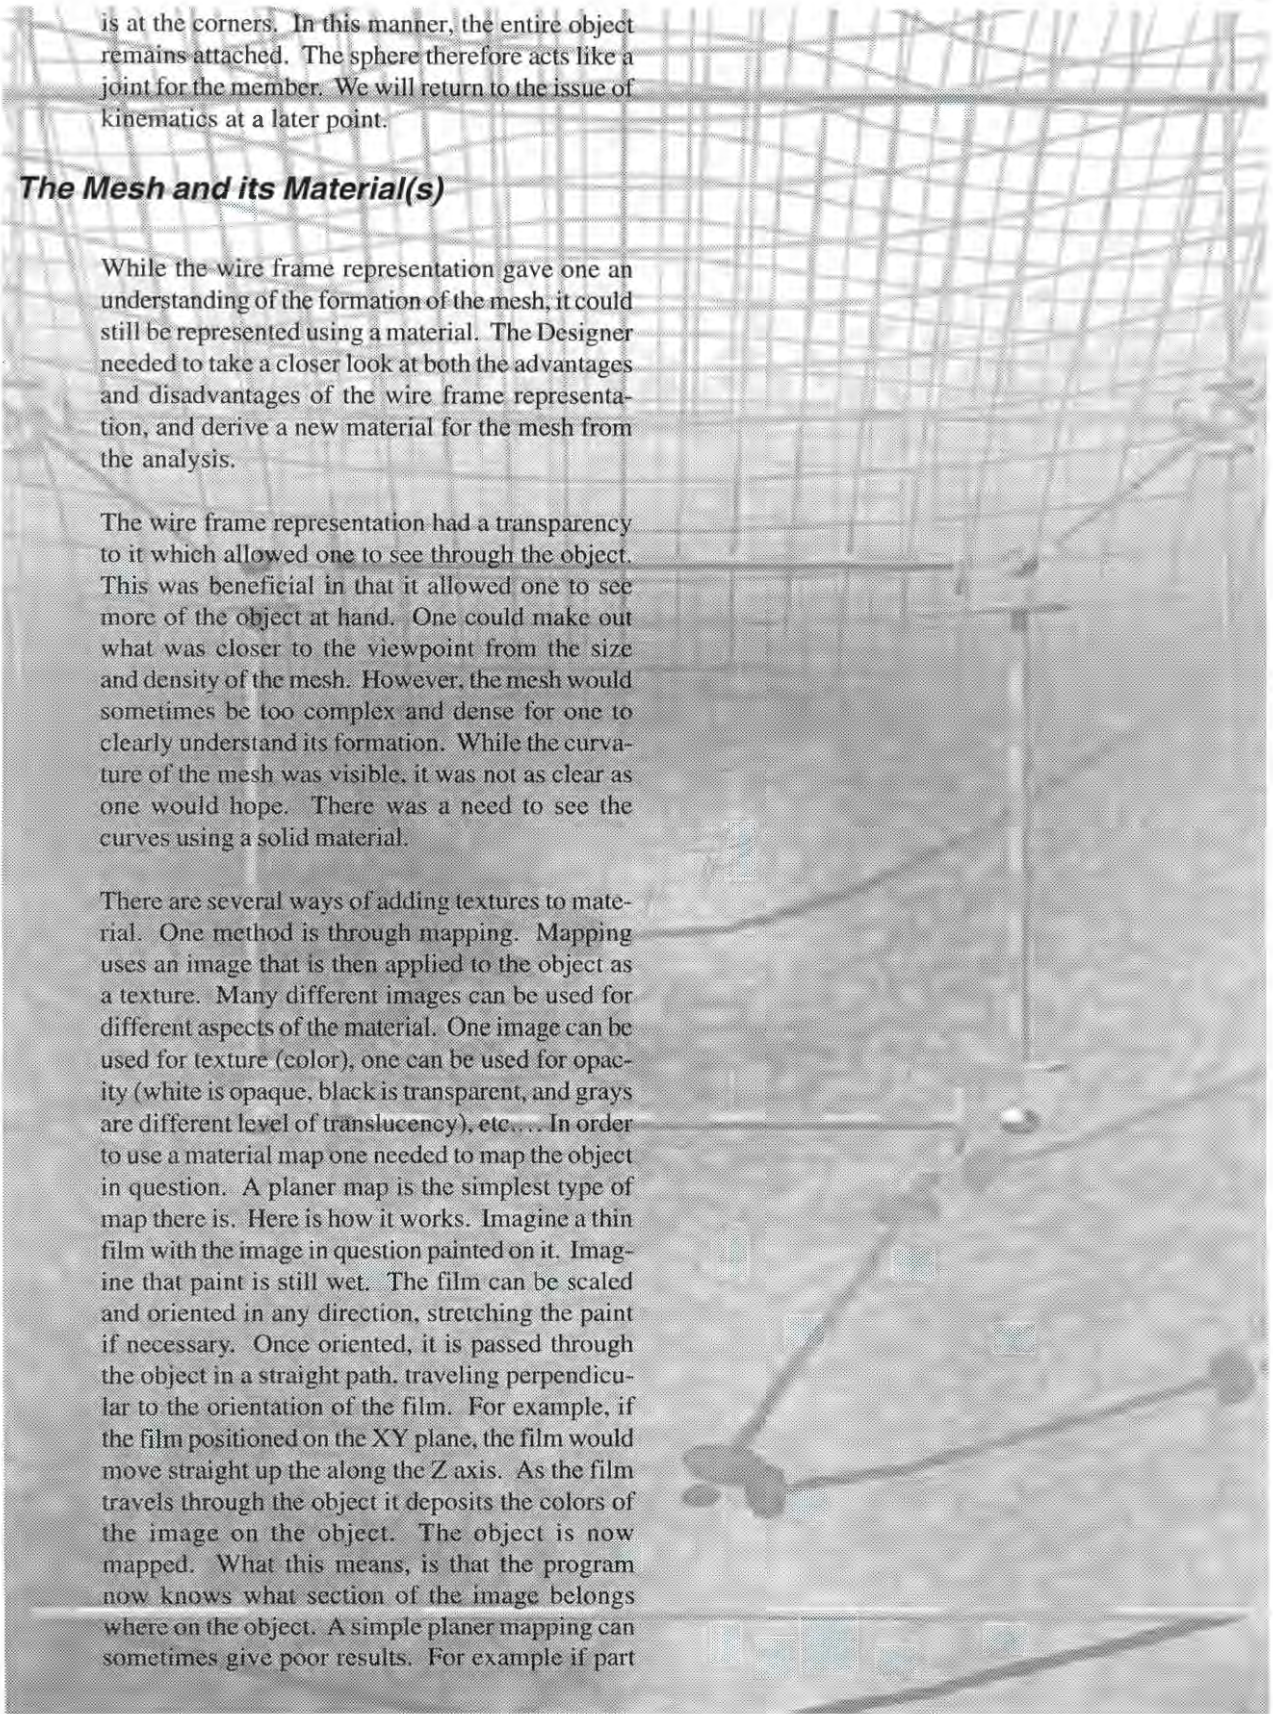 is at the corners. In this manner, the entire object
remains attached. The sphere therefore acts like a
joint for the member. We will return to the issue of
kinematics at a later point.
The Mesh and its Material(s)
While the wire frame representation gave one an
understanding of the formation of the mesh, it could
still be represented using a material. The Designer
needed to take a closer look at both the advantages
and disadvantages of the wire frame representa-
tion, and derive a new material for the mesh from
the analysis.
The wire frame representation had a transparency
to it which allowed one to see through the object.
This was beneficial in that it allowed one to see
more of the object at hand. One could make out
what was closer to the viewpoint from the size
and density of the mesh. However, the mesh would
sometimes be too complex and dense for one to
clearly understand its formation. While the curva-
ture of the mesh was visible, it was not as clear as
one would hope. There was a need to see the
curves using a solid material.
There are several ways of adding textures to mate-
rial. One method is through mapping. Mapping
uses an image that is then applied to the object as
a texture. Many different images can be used for
different aspects of the material. One image can be
used for texture (color), one can be used for opac-
ity (white is opaque, black is transparent, and grays
are different level of translucency), etc.... In order
to use a material map one needed to map the object
in question. A planer map is the simplest type of
map there is. Here is how it works. Imagine a thin
film with the image in question painted on it. Imag-
ine that paint is still wet. The film can be scaled
and oriented in any direction, stretching the paint
if necessary. Once oriented, it is passed through
the object in a straight path, traveling perpendicu-
lar to the orientation of the film. For example, if
the film positioned on the XY plane, the film would
move straight up the along the Z axis. As the film
travels through the object it deposits the colors of
the image on the object. The object is now
mapped. What this means, is that the program
now knows what section of the image belongs
where on the object. A simple planer mapping can
sometimes give poor results. For example if part